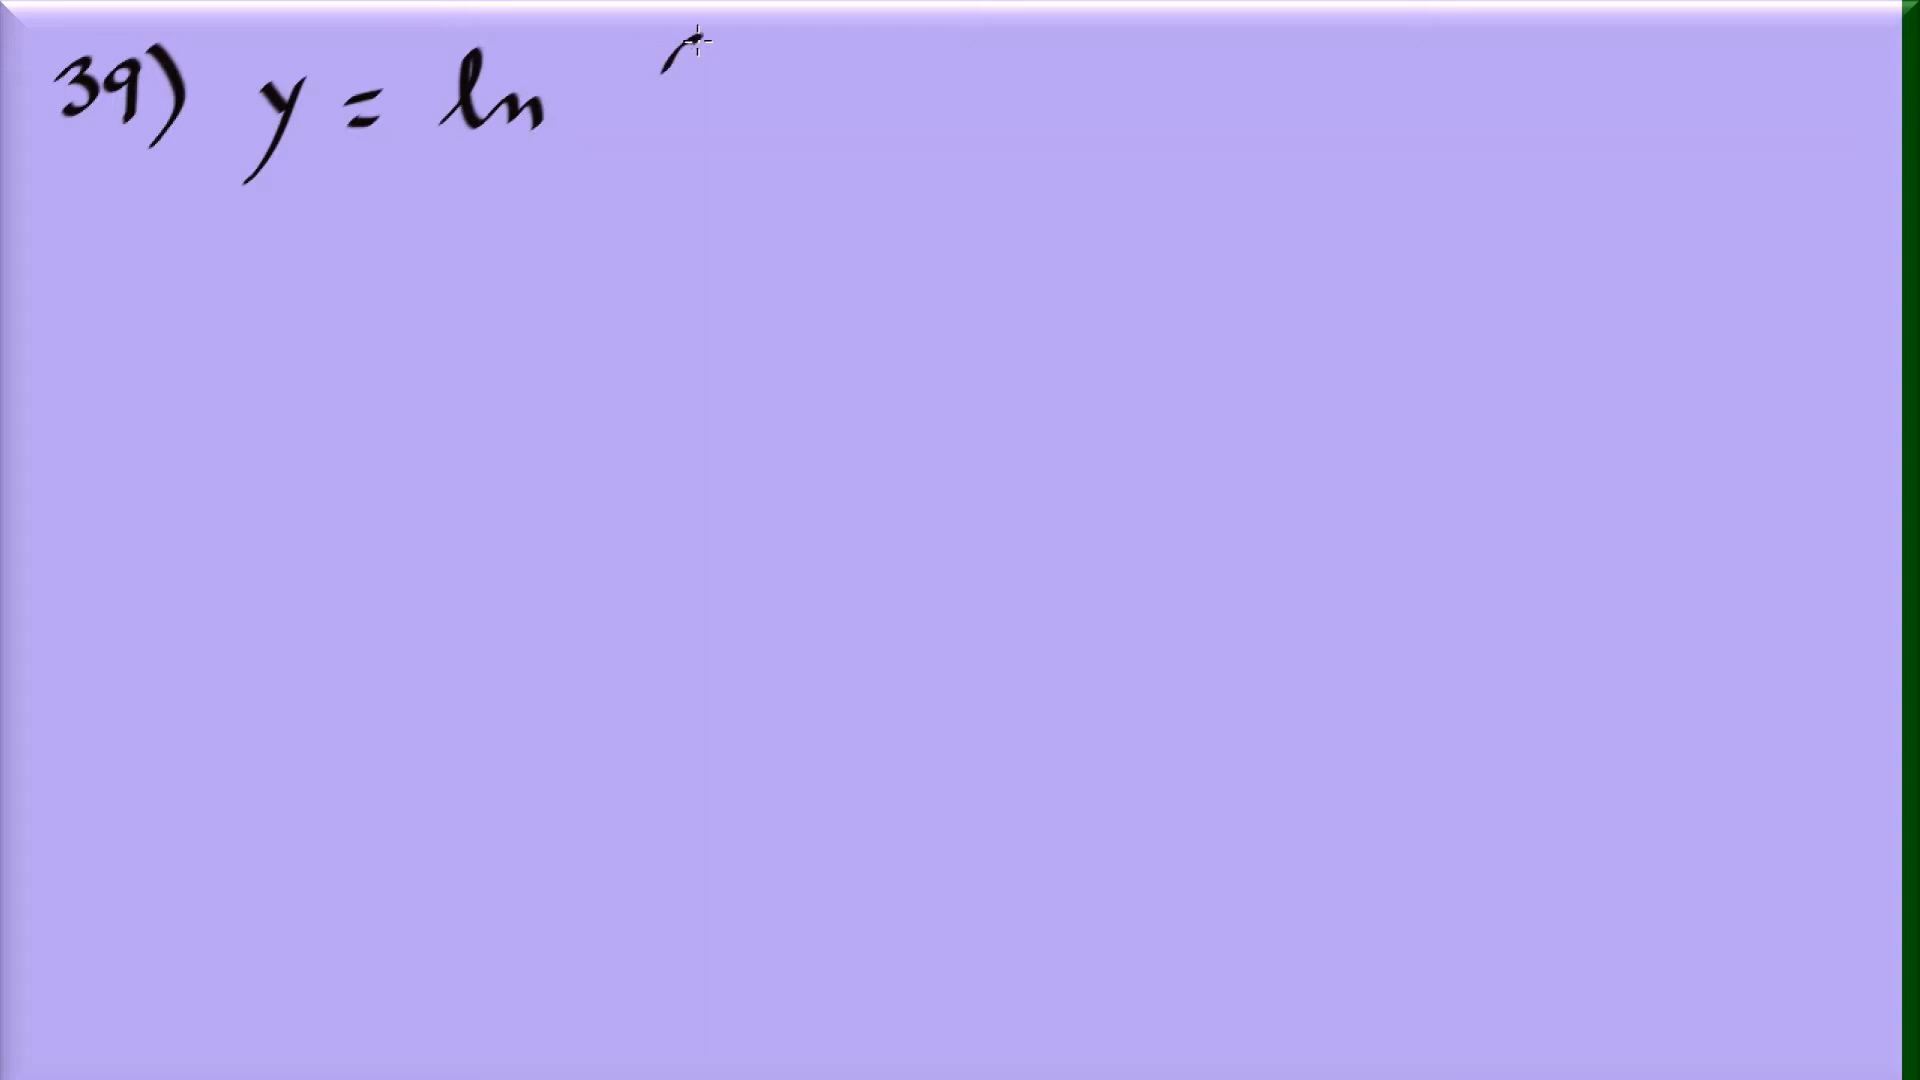 39) y = ln